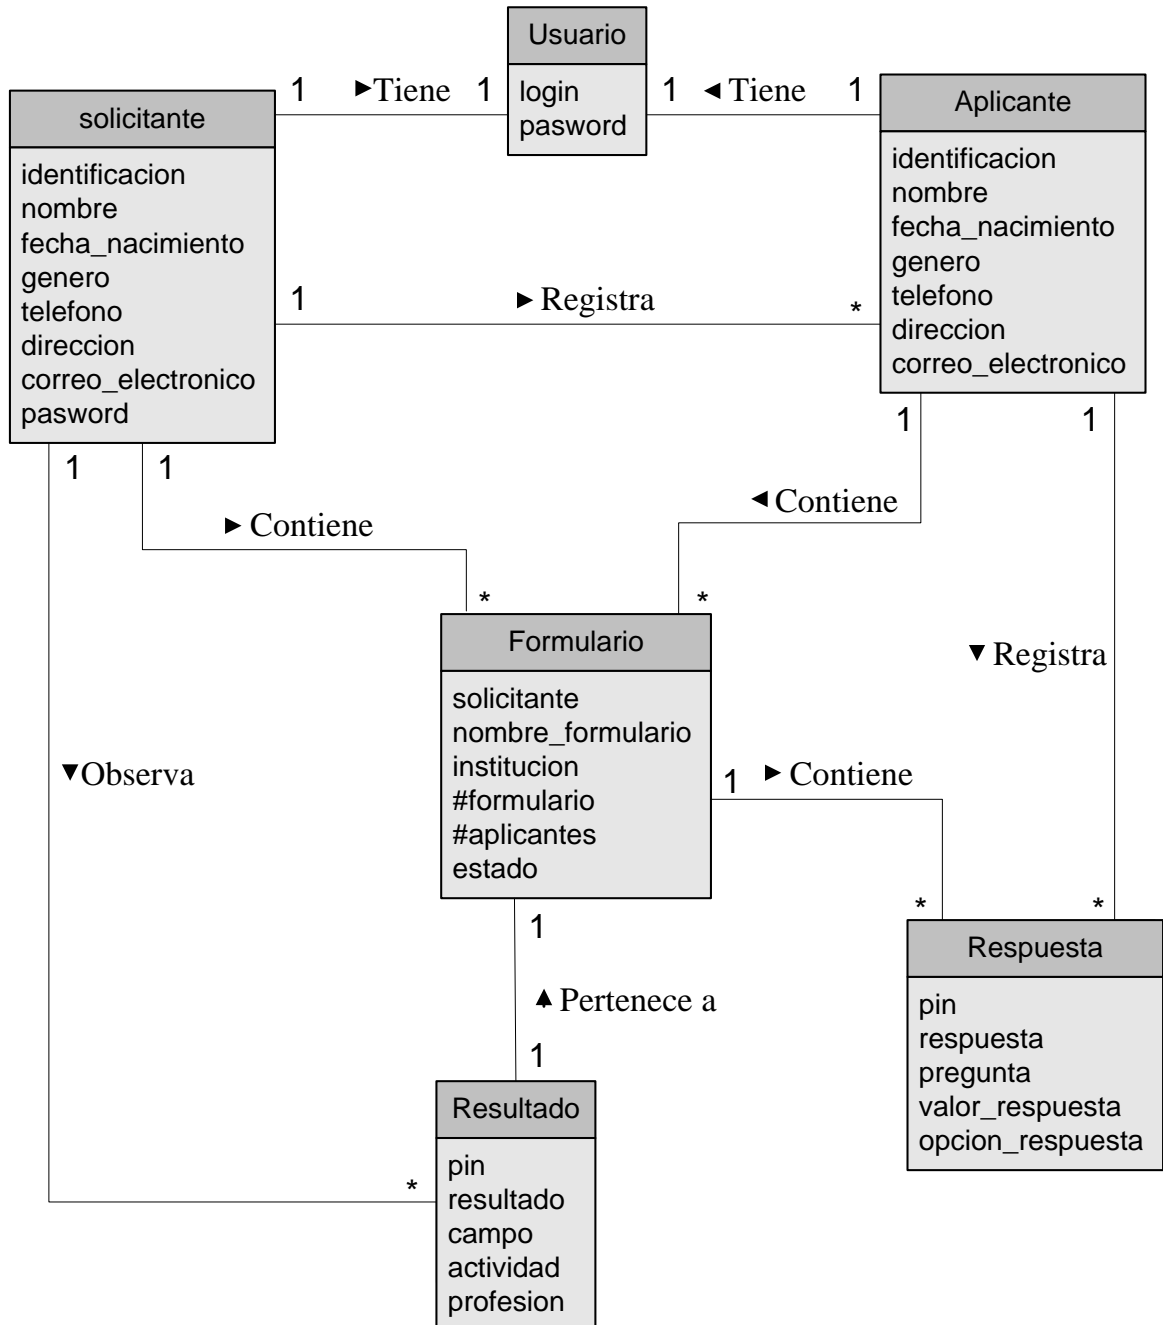 Usuario
login
pasword
1 ►Tiene 1
1 ◄ Tiene 1
solicitante
identificacion
nombre
fecha_nacimiento
genero
telefono
direccion
correo_electronico
pasword
Aplicante
identificacion
nombre
fecha_nacimiento
genero
telefono
direccion
correo_electronico
1 ► Registra *
1 1
1 1
► Contiene
◄ Contiene
* *
Formulario
solicitante
nombre_formulario
institucion
#formulario
#aplicantes
estado
▼ Registra
▼Observa
1 ► Contiene
* *
Respuesta
pin
respuesta
pregunta
valor_respuesta
opcion_respuesta
1
▲ Pertenece a
1
*
Resultado
pin
resultado
campo
actividad
profesion